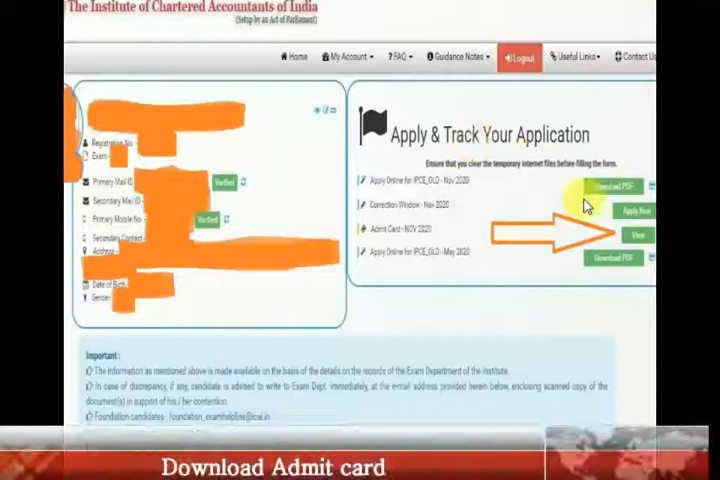 The Institute of Chartered Accountants of India
(Setup by an Act of Parliament)
Home My Account FAQ Guidance Notes Logout Useful Links Contact Us
Registration No
Exam
Primary Mail ID Verified
Secondary Mail ID -
Primary Mobile No Verified
Secondary Contact
Address
Date of Birth
Gender
Apply & Track Your Application
Ensure that you clear the temporary internet files before filling the form.
Apply Online for IPCE_OLD - Nov 2020 Download PDF
Correction Window - Nov 2020 Apply Now
Admit Card - NOV 2020 View
Apply Online for IPCE_OLD - May 2020 Download PDF
Important :
The Information as mentioned above is made available on the basis of the details on the records of the Exam Department of the Institute.
In case of discrepancy, if any, candidate is advised to write to Exam Dept. immediately, at the e-mail address provided herein below, enclosing scanned copy of the
document(s) in support of his / her contention.
Foundation candidates : foundation_examhelpline@icai.in
Download Admit card